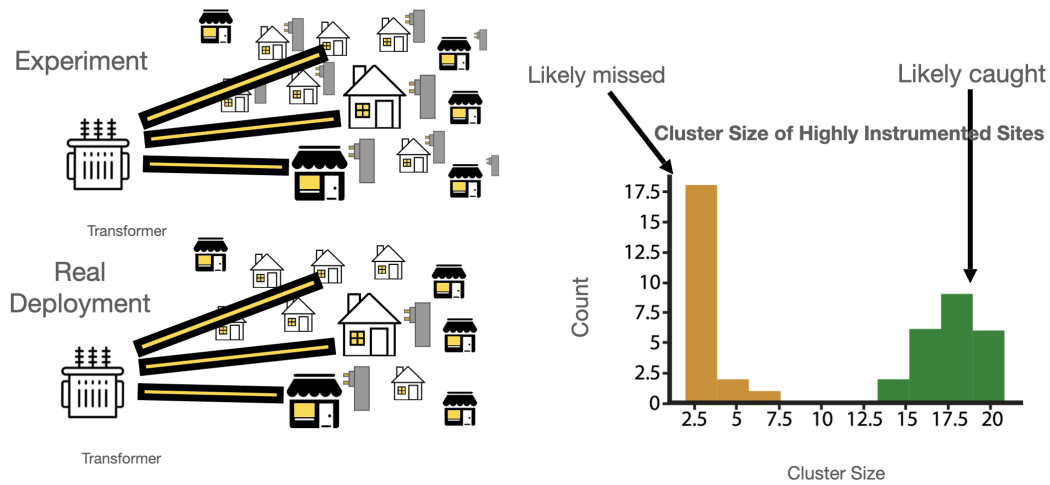 Experiment
Transformer
Real
Deployment
Transformer
Likely missed
Likely caught
Cluster Size of Highly Instrumented Sites
17.5
15
12.5
10
7.5
5
2.5
0
Count
2.5 5 7.5 10 12.5 15 17.5 20
Cluster Size